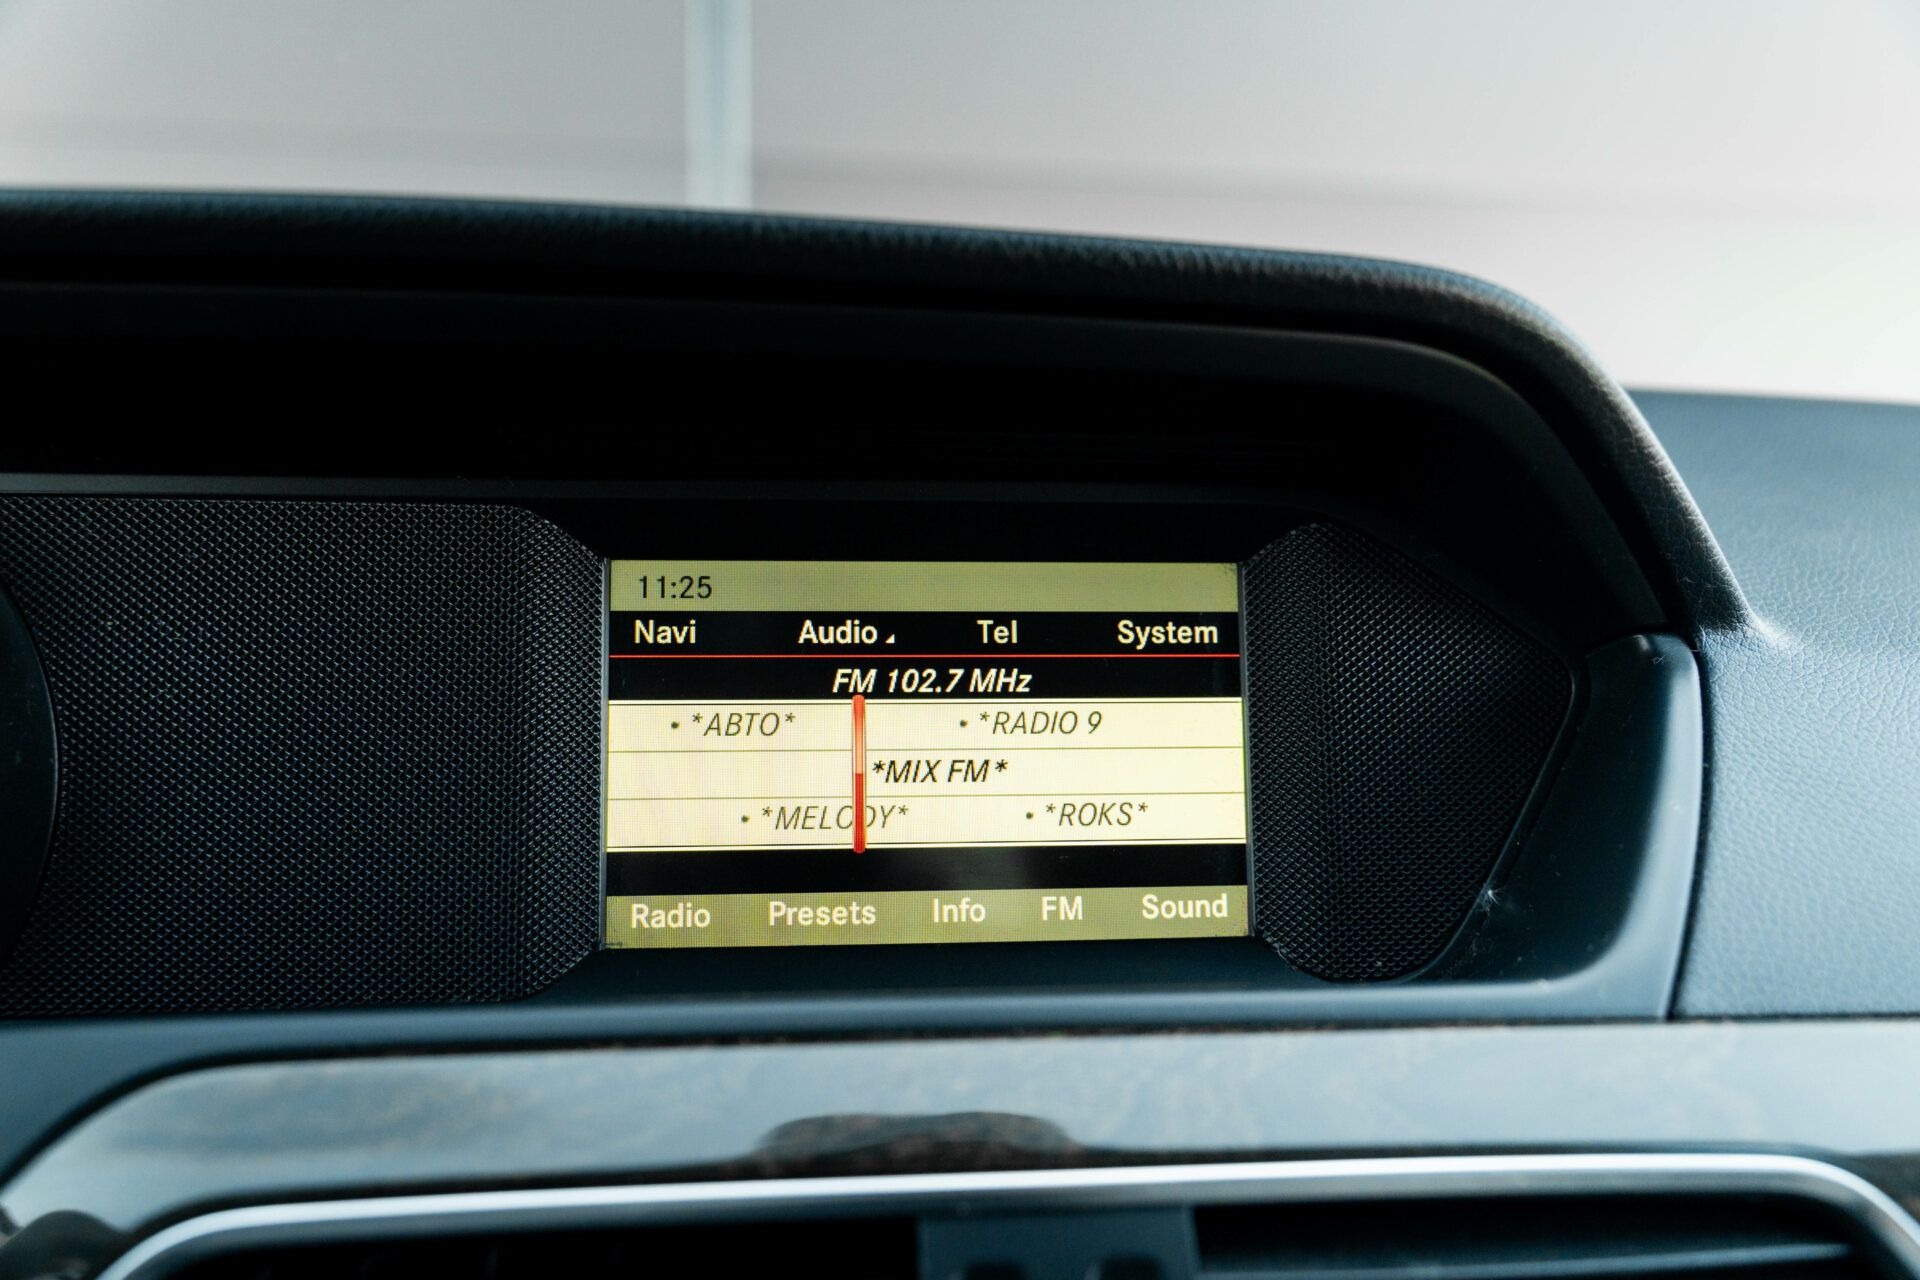 11:25
Navi Audio Tel System
FM 102.7 MHz
• *ABTO* • *RADIO 9
*MIX FM*
• *MELODY* • *ROKS*
Radio Presets Info FM Sound